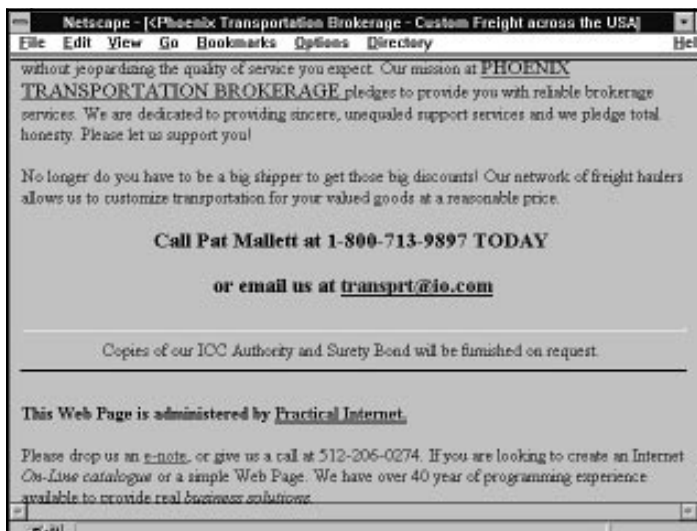 Netscape - [<Phoenix Transportation Brokerage - Custom Freight across the USA]
File Edit View Go Bookmarks Options Directory Hel
without jeopardizing the quality of service you expect. Our mission at PHOENIX
TRANSPORTATION BROKERAGE pledges to provide you with reliable brokerage
services. We are dedicated to providing sincere, unequaled support services and we pledge total
honesty. Please let us support you!
No longer do you have to be a big shipper to get those big discounts! Our network of freight haulers
allows us to customize transportation for your valued goods at a reasonable price.
Call Pat Mallett at 1-800-713-9897 TODAY
or email us at transprt@io.com
Copies of our ICC Authority and Surety Bond will be furnished on request.
This Web Page is administered by Practical Internet.
Please drop us an e-note, or give us a call at 512-206-0274. If you are looking to create an Internet
On-Line catalogue or a simple Web Page. We have over 40 year of programming experience
available to provide real business solutions.